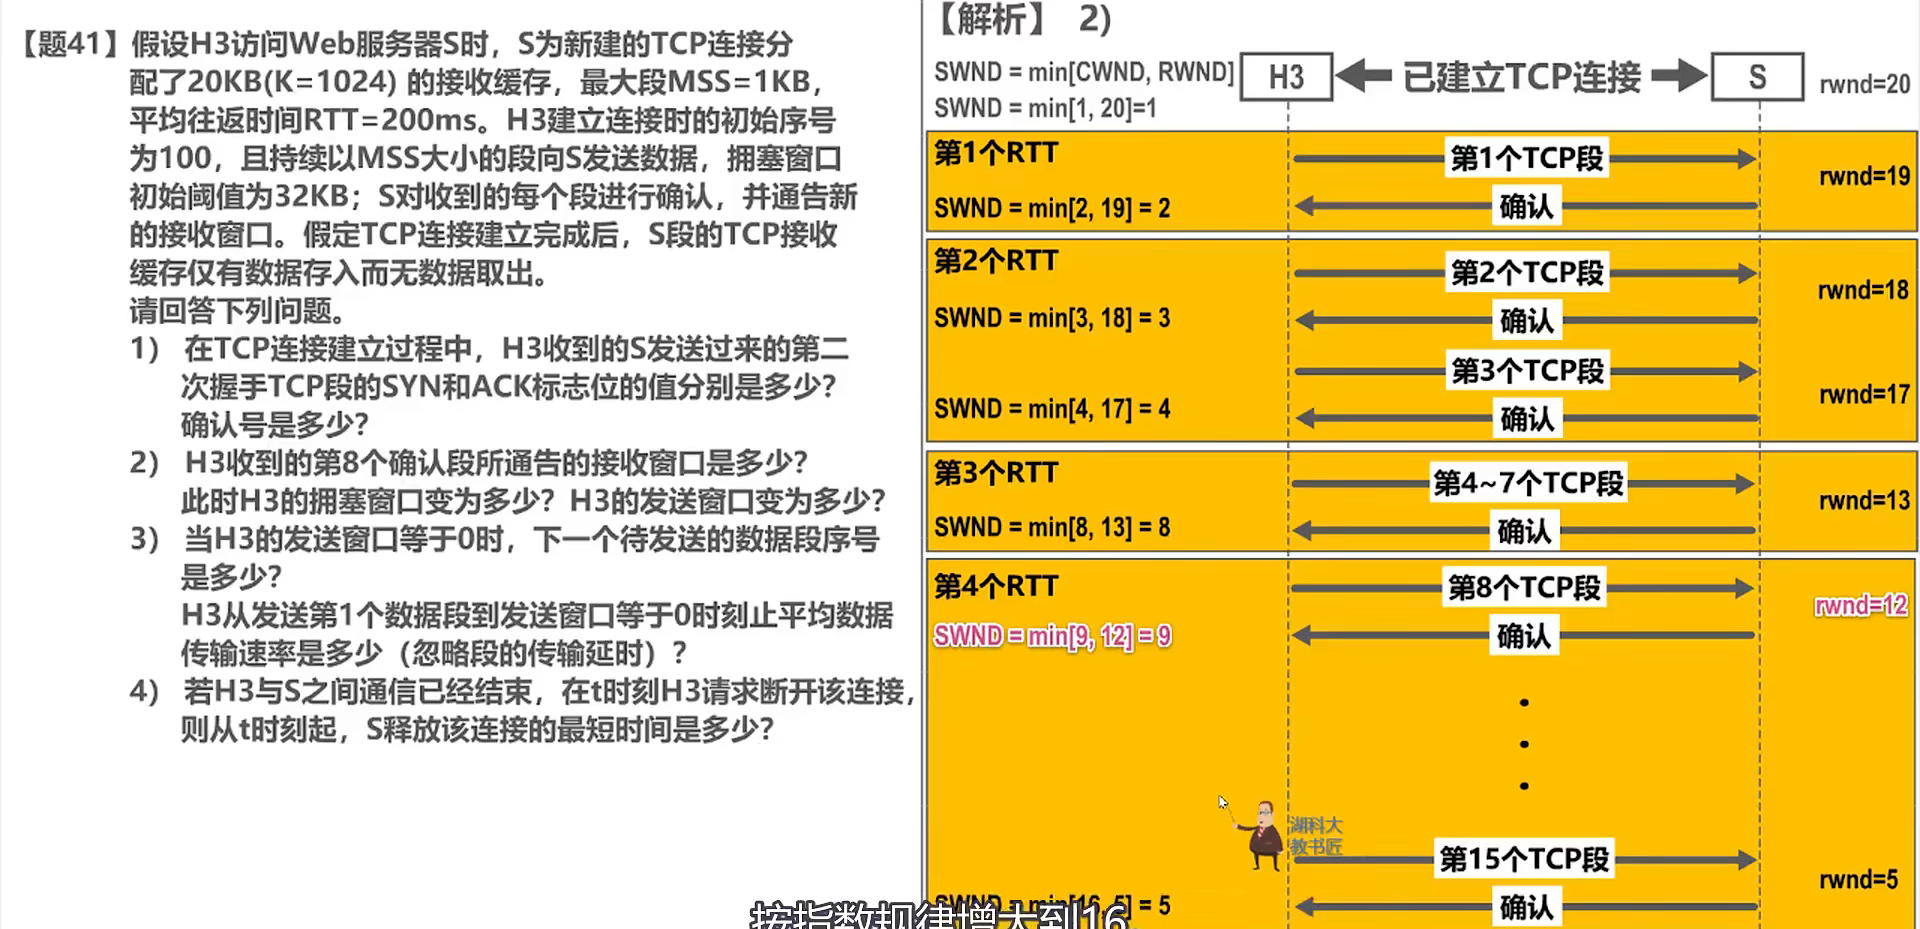 【题41】假设H3访问Web服务器S时，S为新建的TCP连接分
配了20KB(K=1024) 的接收缓存，最大段MSS=1KB，
平均往返时间RTT=200ms。H3建立连接时的初始序号
为100，且持续以MSS大小的段向S发送数据，拥塞窗口
初始阈值为32KB；S对收到的每个段进行确认，并通告新
的接收窗口。假定TCP连接建立完成后，S段的TCP接收
缓存仅有数据存入而无数据取出。
请回答下列问题。
1） 在TCP连接建立过程中，H3收到的S发送过来的第二
次握手TCP段的SYN和ACK标志位的值分别是多少？
确认号是多少？
2） H3收到的第8个确认段所通告的接收窗口是多少？
此时H3的拥塞窗口变为多少？H3的发送窗口变为多少？
3） 当H3的发送窗口等于0时，下一个待发送的数据段序号
是多少？
H3从发送第1个数据段到发送窗口等于0时刻止平均数据
传输速率是多少（忽略段的传输延时）？
4） 若H3与S之间通信已经结束，在t时刻H3请求断开该连接，
则从t时刻起，S释放该连接的最短时间是多少？
【解析】 2）
SWND = min[CWND, RWND]
H3
已建立TCP连接
S
rwnd=20
SWND = min[1, 20]=1
第1个RTT
第1个TCP段
rwnd=19
SWND = min[2, 19] = 2
确认
第2个RTT
第2个TCP段
rwnd=18
SWND = min[3, 18] = 3
确认
第3个TCP段
rwnd=17
SWND = min[4, 17] = 4
确认
第3个RTT
第4~7个TCP段
rwnd=13
SWND = min[8, 13] = 8
确认
第4个RTT
第8个TCP段
rwnd=12
SWND = min[9, 12] = 9
确认
湖科大
教书匠
第15个TCP段
rwnd=5
SWND = min[16, 5] = 5
确认
按指数规律增大到16